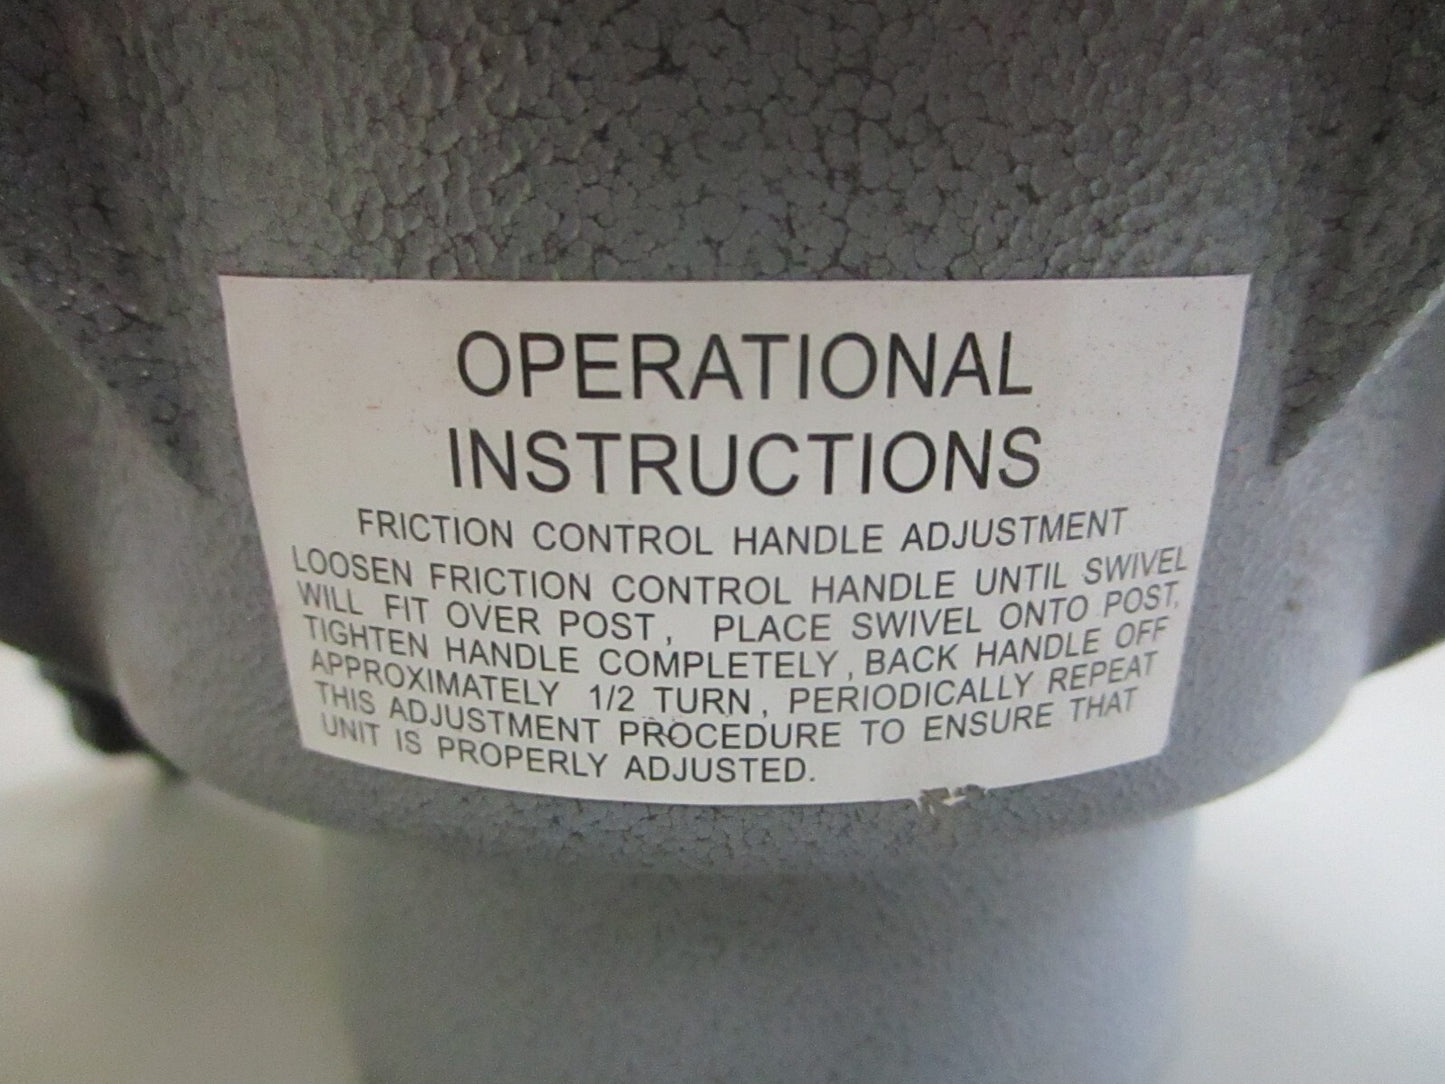 OPERATIONAL
INSTRUCTIONS
FRICTION CONTROL HANDLE ADJUSTMENT
LOOSEN FRICTION CONTROL HANDLE UNTIL SWIVEL
WILL FIT OVER POST, PLACE SWIVEL ONTO POST,
TIGHTEN HANDLE COMPLETELY, BACK HANDLE OFF
APPROXIMATELY 1/2 TURN, PERIODICALLY REPEAT
THIS ADJUSTMENT PROCEDURE TO ENSURE THAT
UNIT IS PROPERLY ADJUSTED.